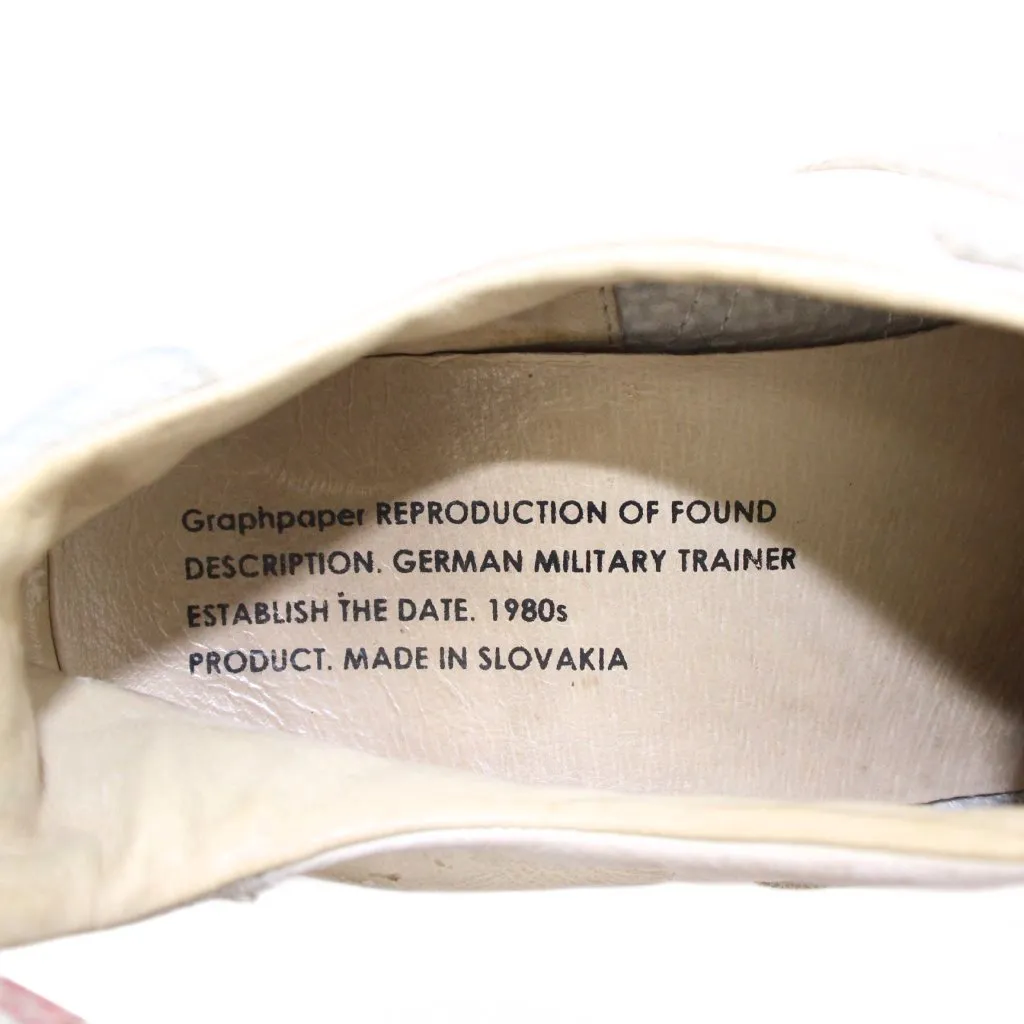 Graphpaper REPRODUCTION OF FOUND
DESCRIPTION. GERMAN MILITARY TRAINER
ESTABLISH THE DATE. 1980s
PRODUCT. MADE IN SLOVAKIA